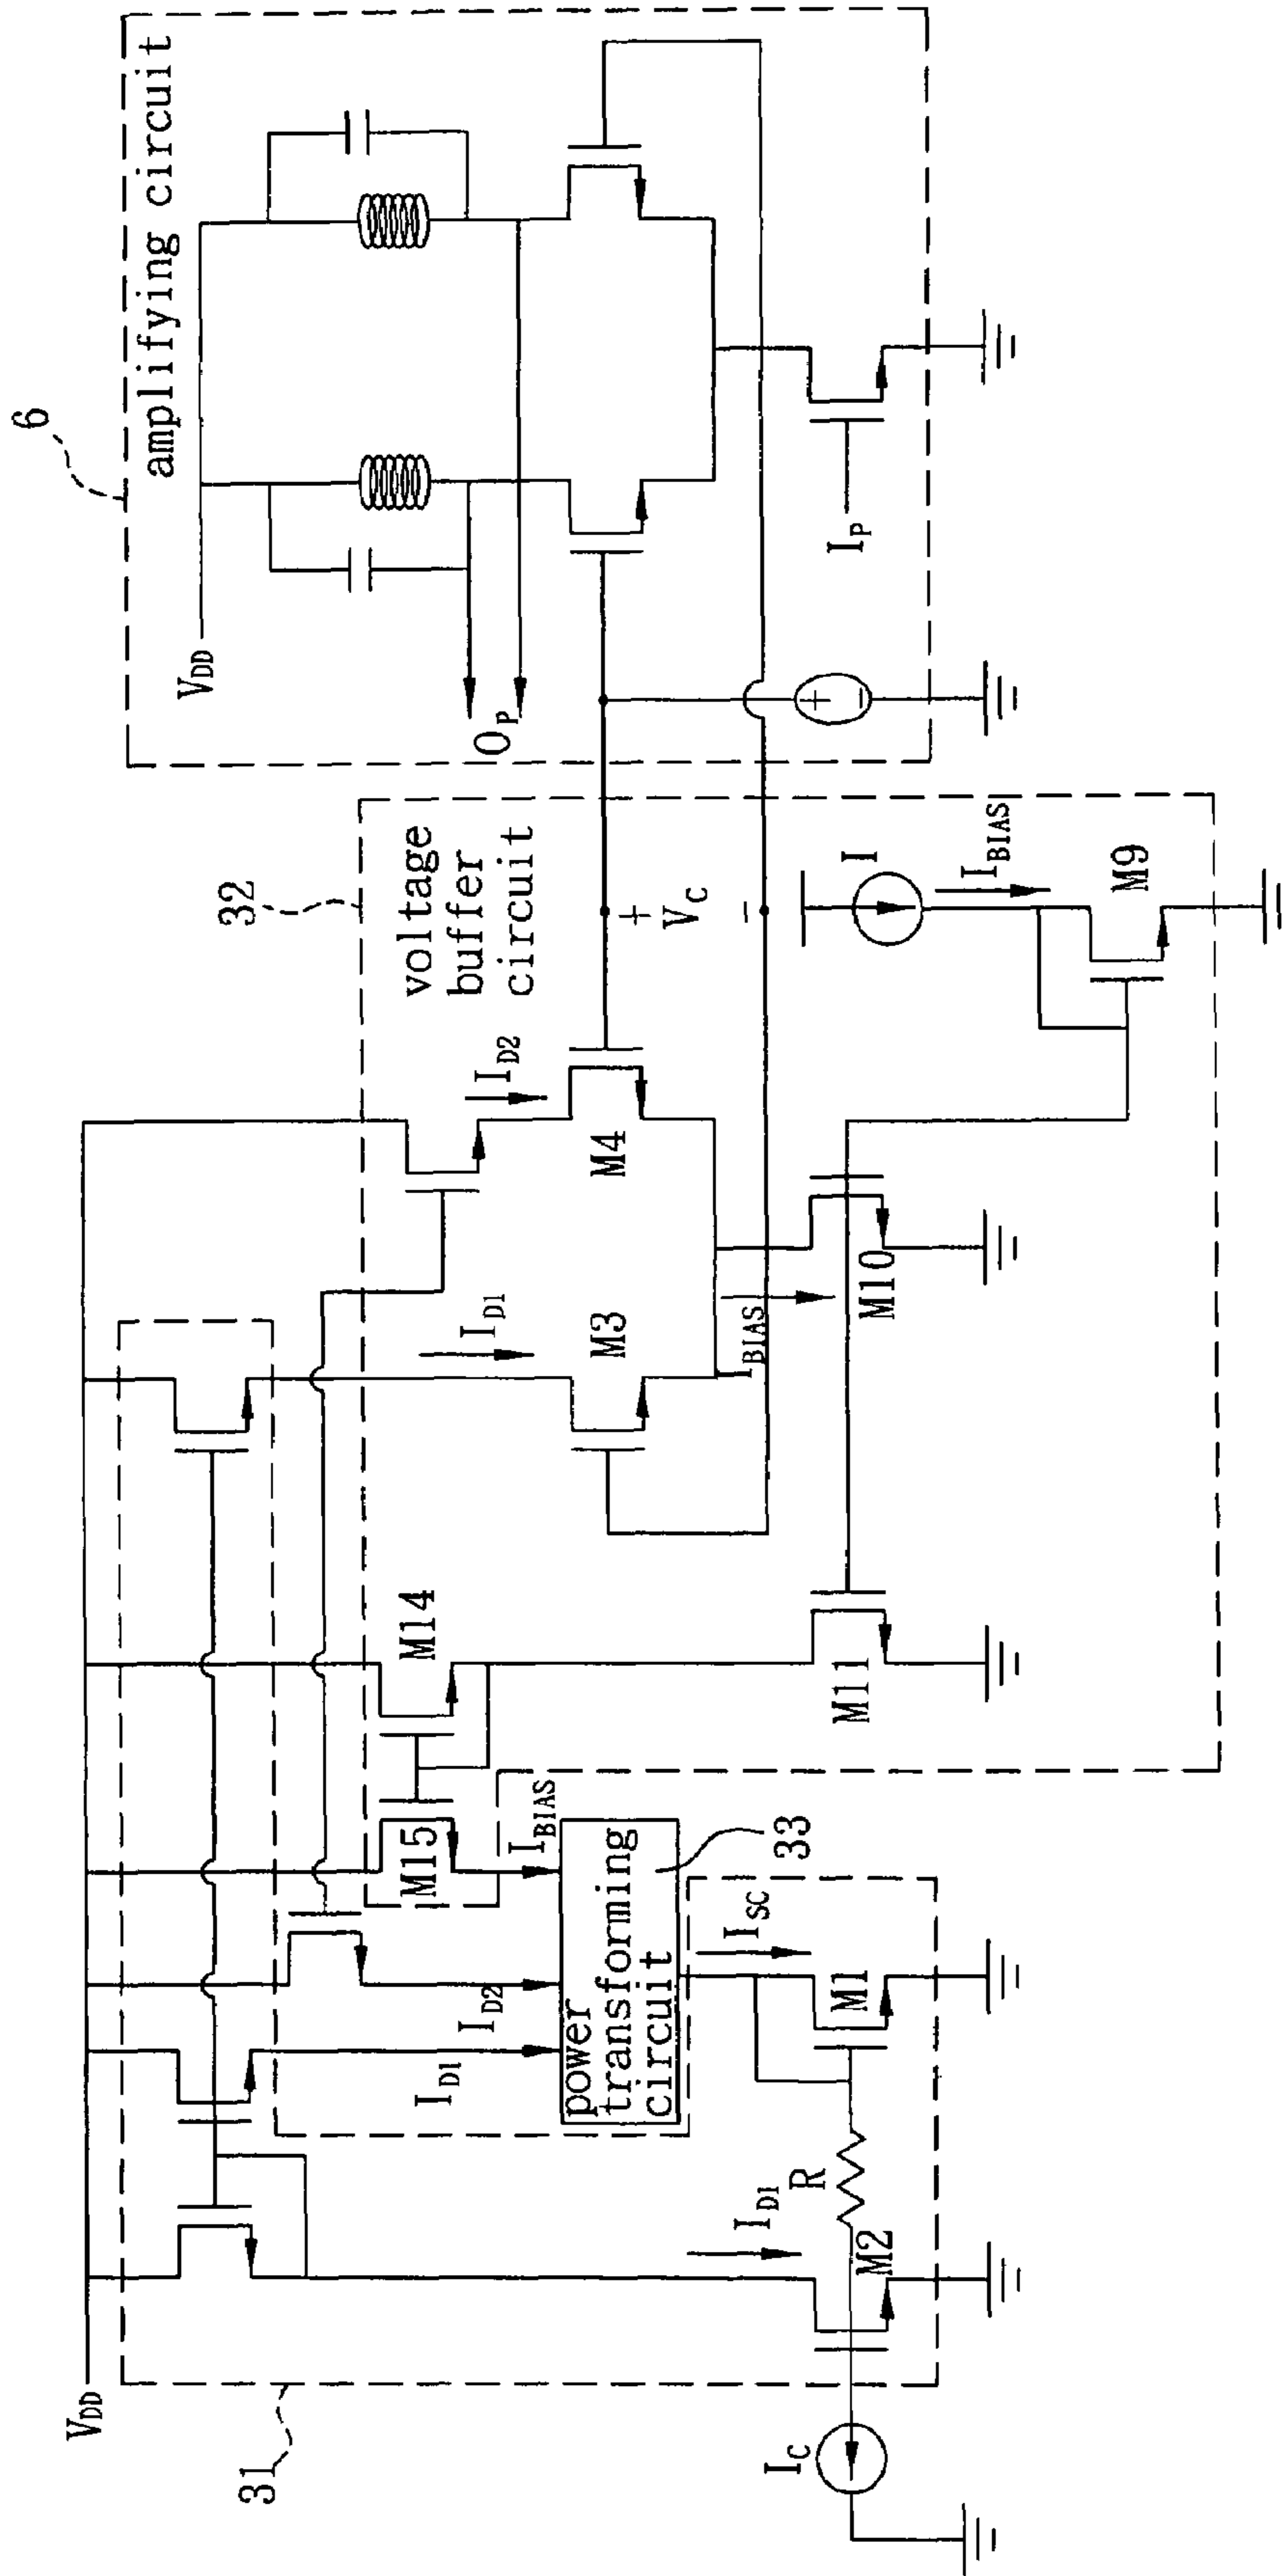 6
amplifying circuit
V_DD
O_P
I_P
32
voltage
buffer
circuit
+
V_C
-
+
-
I
I_BIAS
M9
I_D2
M4
I_D1
M3
I_BIAS
M10
M14
M11
M15
I_BIAS
33
power
transforming
circuit
I_D2
I_D1
I_SC
M1
R
I_D1
M2
V_DD
31
I_C